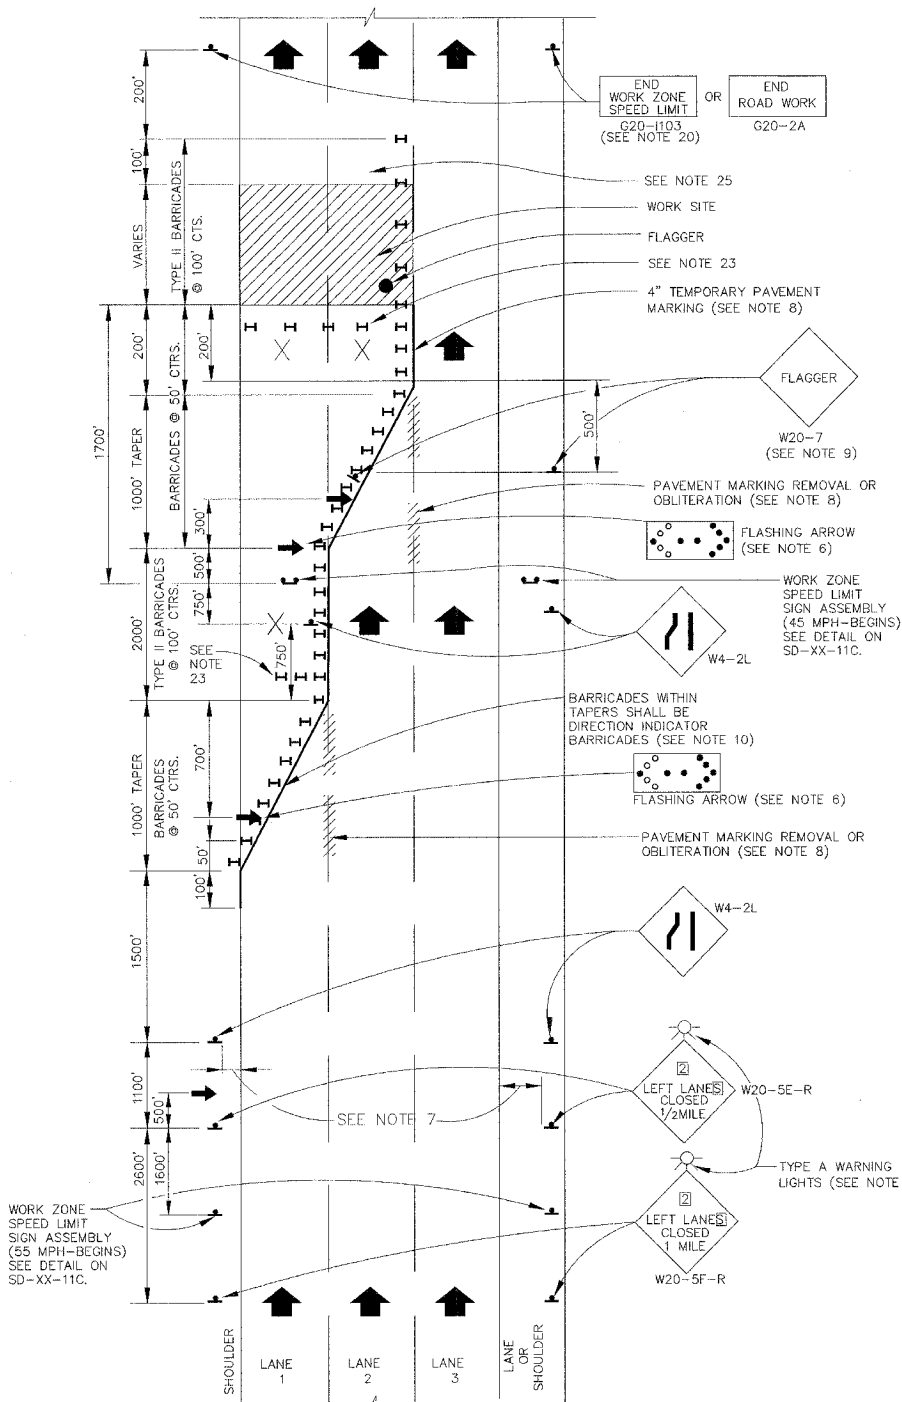 200'
END
WORK ZONE
SPEED LIMIT
G20-I103
(SEE NOTE 20)
OR
END
ROAD WORK
G20-2A
100'
VARIES
TYPE II BARRICADES
@ 100' CTS.
SEE NOTE 25
WORK SITE
FLAGGER
SEE NOTE 23
4" TEMPORARY PAVEMENT
MARKING (SEE NOTE 8)
200'
200'
1700'
1000' TAPER
BARRICADES @ 50' CTRS.
500'
FLAGGER
W20-7
(SEE NOTE 9)
PAVEMENT MARKING REMOVAL OR
OBLITERATION (SEE NOTE 8)
300'
FLASHING ARROW
(SEE NOTE 6)
500'
750'
2000'
TYPE II BARRICADES
@ 100' CTRS.
SEE
NOTE
23
750'
WORK ZONE
SPEED LIMIT
SIGN ASSEMBLY
(45 MPH-BEGINS)
SEE DETAIL ON
SD-XX-11C.
W4-2L
BARRICADES WITHIN
TAPERS SHALL BE
DIRECTION INDICATOR
BARRICADES (SEE NOTE 10)
700'
1000' TAPER
BARRICADES
@ 50' CTRS.
50'
100'
FLASHING ARROW (SEE NOTE 6)
PAVEMENT MARKING REMOVAL OR
OBLITERATION (SEE NOTE 8)
1500'
W4-2L
1100'
500'
SEE NOTE 7
2
LEFT LANES
CLOSED
1/2MILE
W20-5E-R
2600'
1600'
TYPE A WARNING
LIGHTS (SEE NOTE
2
LEFT LANES
CLOSED
1 MILE
W20-5F-R
WORK ZONE
SPEED LIMIT
SIGN ASSEMBLY
(55 MPH-BEGINS)
SEE DETAIL ON
SD-XX-11C.
SHOULDER
LANE
1
LANE
2
LANE
3
LANE
OR
SHOULDER